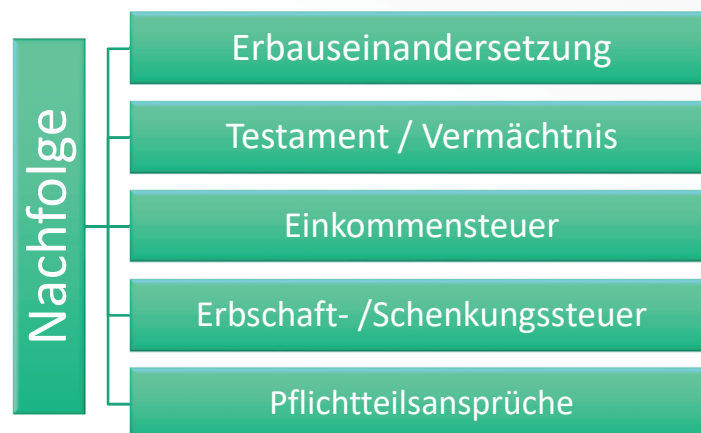 Nachfolge
Erbauseinandersetzung
Testament / Vermächtnis
Einkommensteuer
Erbschaft- /Schenkungssteuer
Pflichtteilsansprüche